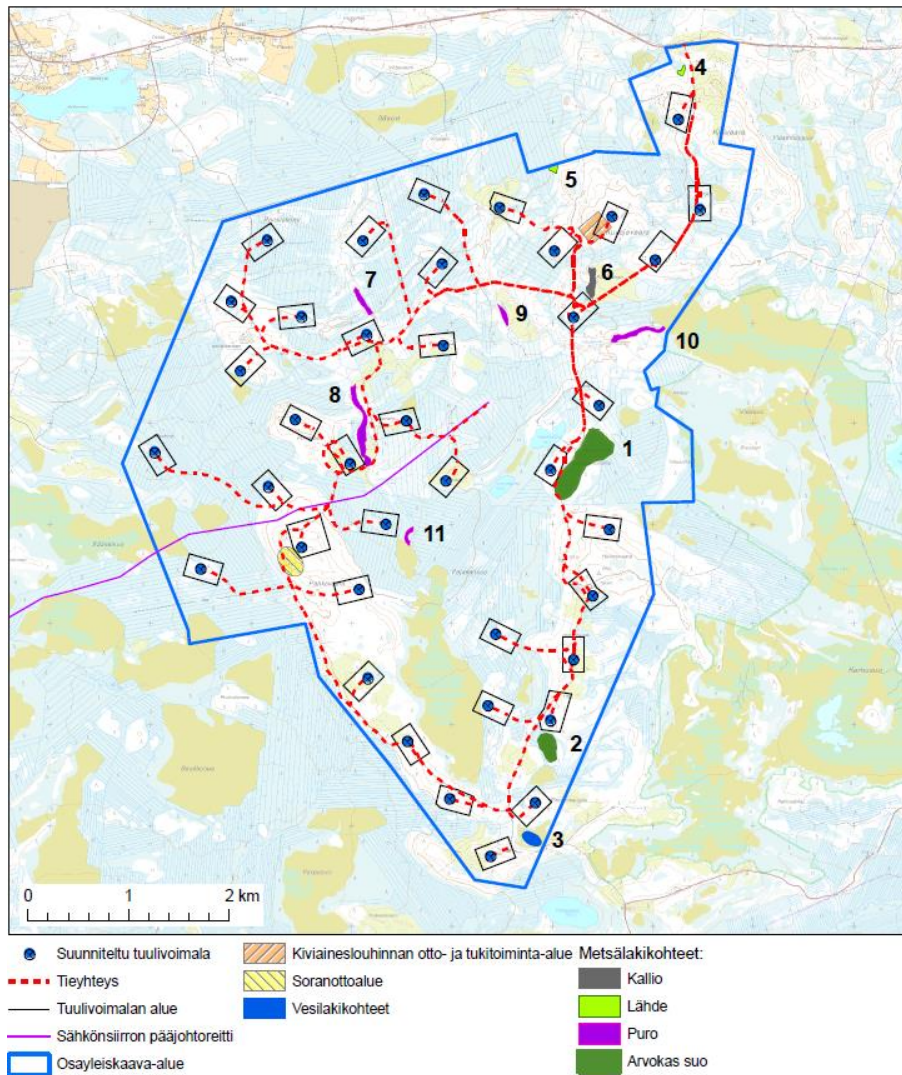 4
5
6
7
9
10
8
1
11
2
3
0 1 2 km
Suunniteltu tuulivoimala
Tieyhteys
Tuulivoimalan alue
Sähkönsiirron pääjohtoreitti
Osayleiskaava-alue
Kiviaineslouhinnan otto- ja tukitoiminta-alue
Soranottoalue
Vesilakikohteet
Metsälakikohteet:
Kallio
Lähde
Puro
Arvokas suo